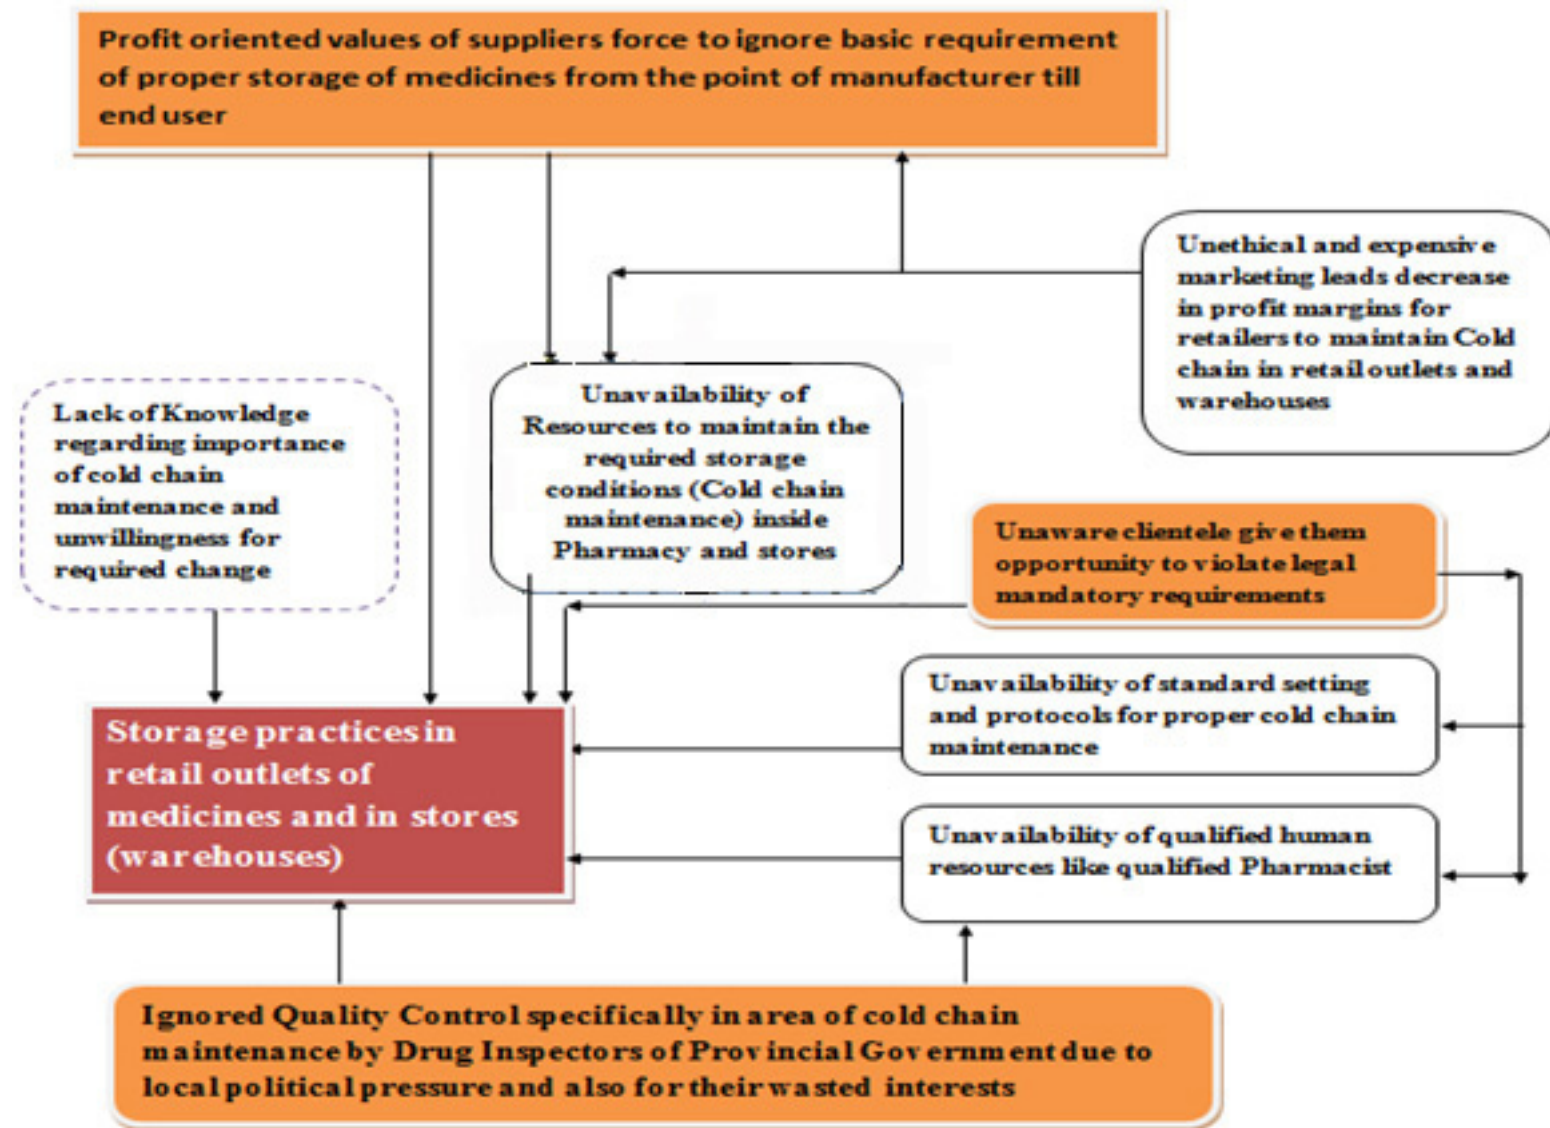 Profit oriented values of suppliers force to ignore basic requirement
of proper storage of medicines from the point of manufacturer till
end user
Unethical and expensive
marketing leads decrease
in profit margins for
retailers to maintain Cold
chain in retail outlets and
warehouses
Lack of Knowledge
regarding importance
of cold chain
maintenance and
unwillingness for
required change
Unavailability of
Resources to maintain the
required storage
conditions (Cold chain
maintenance) inside
Pharmacy and stores
Unaware clientele give them
opportunity to violate legal
mandatory requirements
Unavailability of standard setting
and protocols for proper cold chain
maintenance
Storage practices in
retail outlets of
medicines and in stores
(warehouses)
Unavailability of qualified human
resources like qualified Pharmacist
Ignored Quality Control specifically in area of cold chain
maintenance by Drug Inspectors of Provincial Government due to
local political pressure and also for their wasted interests